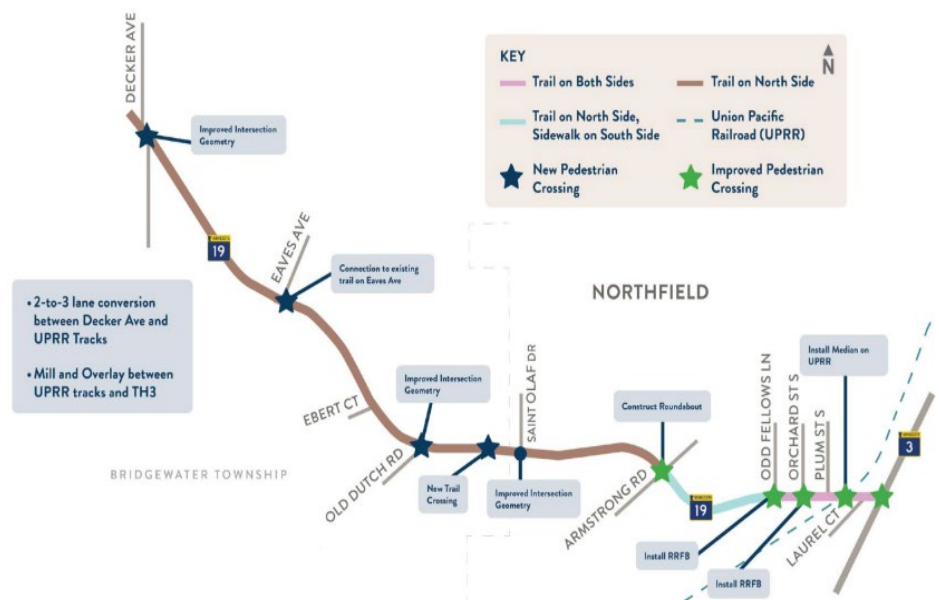 DECKER AVE
KEY
N
Trail on Both Sides
Trail on North Side
Trail on North Side,
Sidewalk on South Side
Union Pacific
Railroad (UPRR)
New Pedestrian
Crossing
Improved Pedestrian
Crossing
Improved Intersection
Geometry
19
EAVES AVE
Connection to existing
trail on Eaves Ave
• 2-to-3 lane conversion
between Decker Ave and
UPRR Tracks
• Mill and Overlay between
UPRR tracks and TH3
NORTHFIELD
Install Median on
UPRR
SAINT OLAF DR
ODD FELLOWS LN
ORCHARD ST S
PLUM ST S
Improved Intersection
Geometry
Construct Roundabout
EBERT CT
3
BRIDGEWATER TOWNSHIP
OLD DUTCH RD
New Trail
Crossing
Improved Intersection
Geometry
ARMSTRONG RD
19
LAUREL CT
Install RRFB
Install RRFB